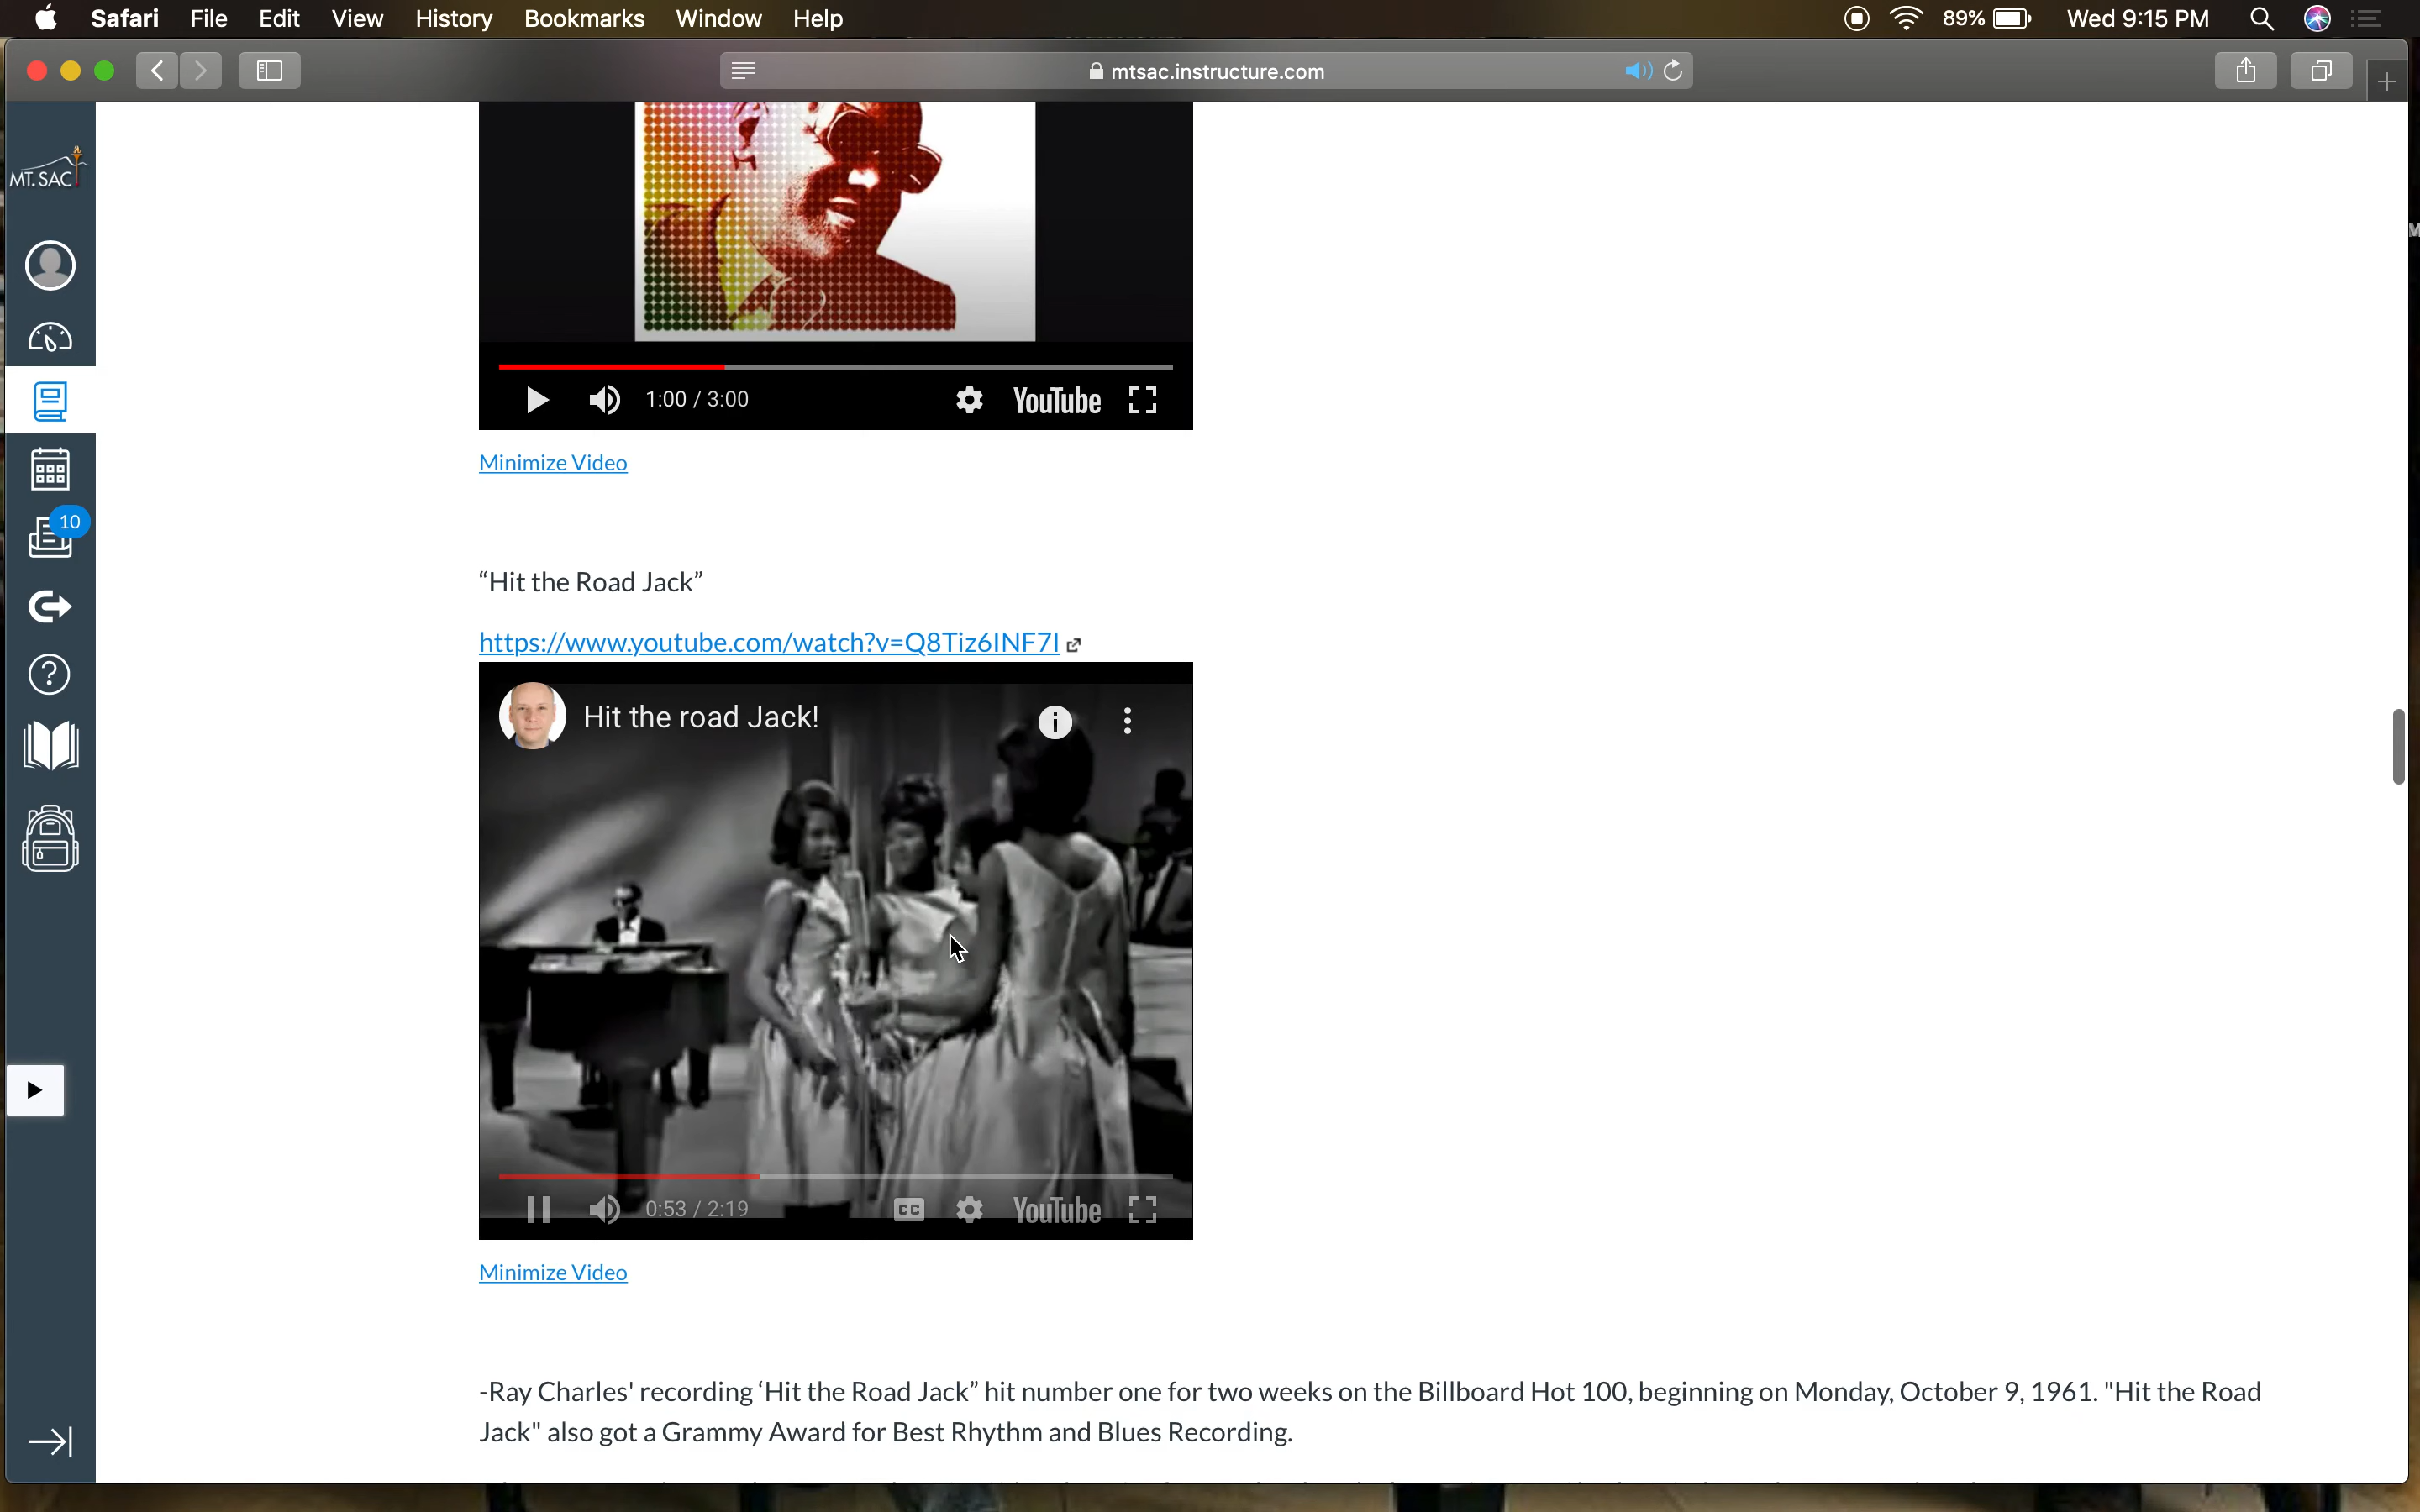 Safari File Edit View History Bookmarks Window Help 89% Wed 9:15 PM
mtsac.instructure.com
MT. SAC
1:00 / 3:00 YouTube
Minimize Video
10
“Hit the Road Jack”
https://www.youtube.com/watch?v=Q8Tiz6INF7I
Hit the road Jack!
0:53 / 2:19 CC YouTube
Minimize Video
-Ray Charles' recording ‘Hit the Road Jack” hit number one for two weeks on the Billboard Hot 100, beginning on Monday, October 9, 1961. "Hit the Road
Jack" also got a Grammy Award for Best Rhythm and Blues Recording.